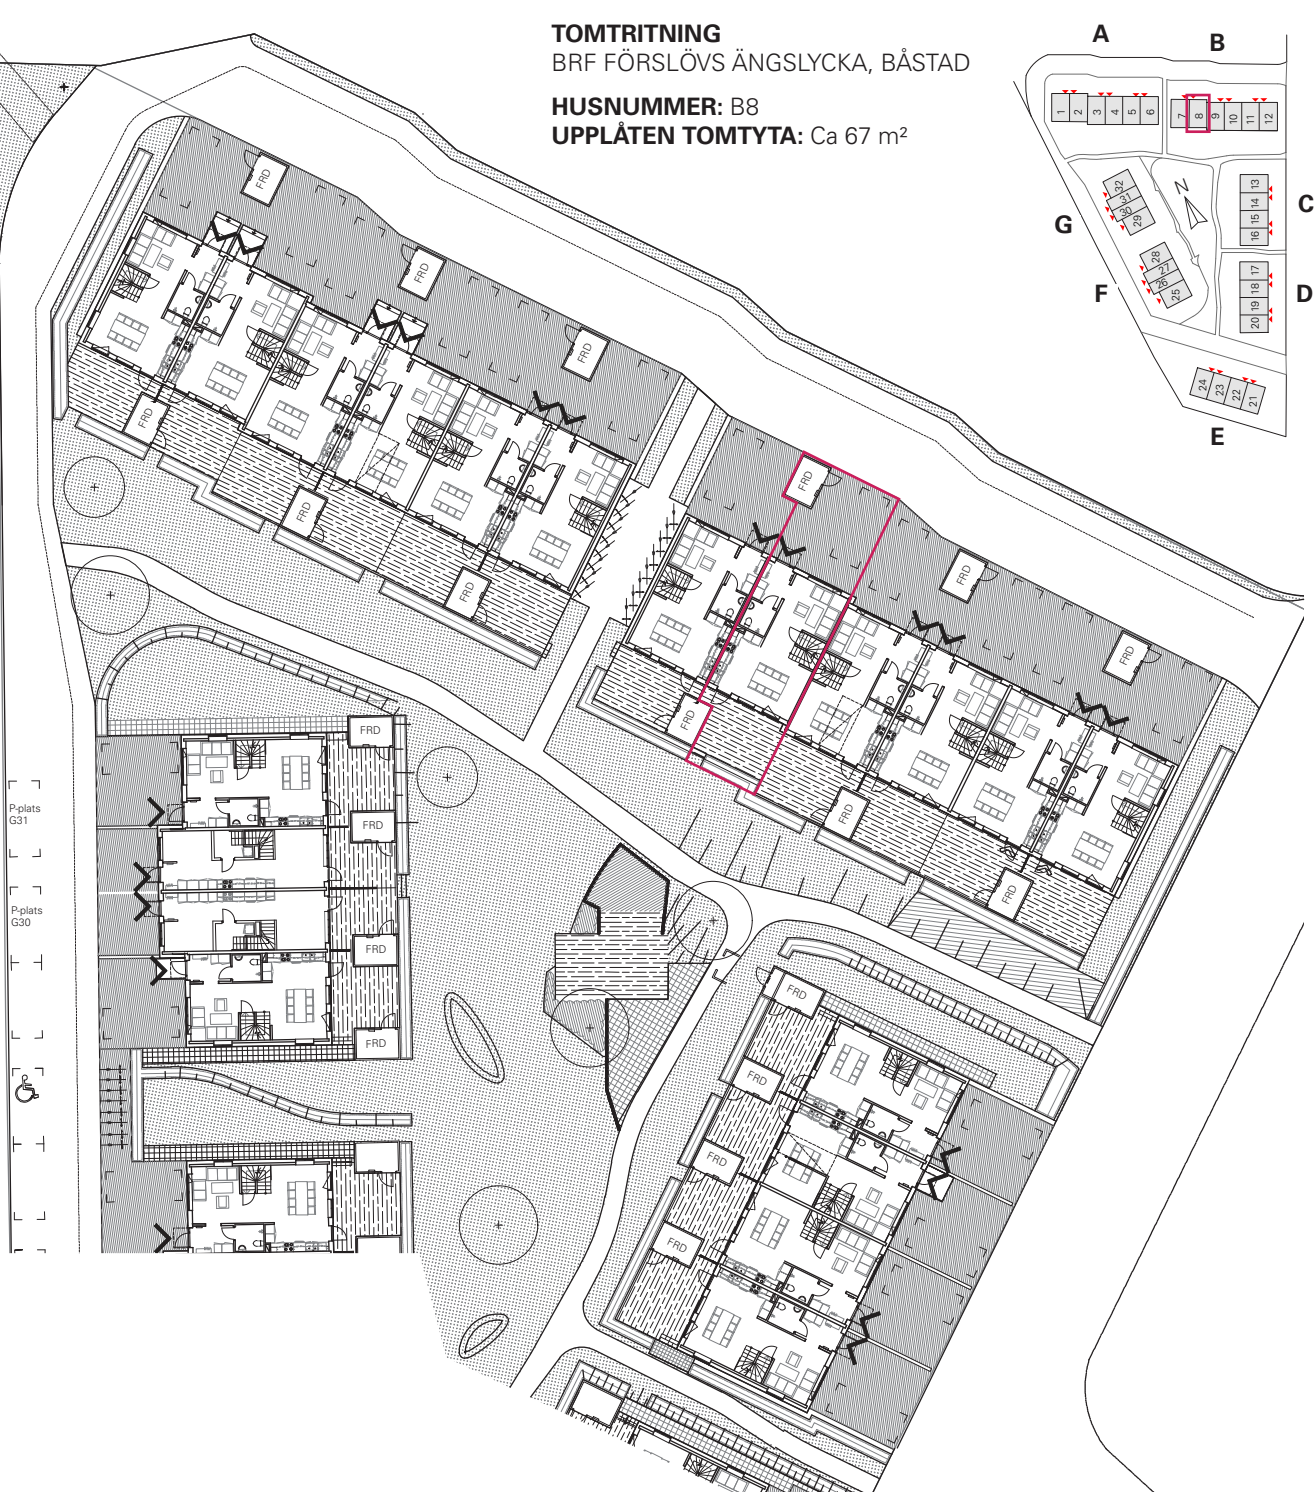 TOMTRITNING
BRF FÖRSLÖVS ÄNGSLYCKA, BÅSTAD
HUSNUMMER: B8
UPPLÅTEN TOMTYTA: Ca 67 m²
A
B
1 2 3 4 5 6
7 8 9 10 11 12
32
31
30
29
N
13
14
15
16
C
G
28
27
26
25
F
17
18
19
20
D
24 23 22 21
E
FRD
FRD
FRD
FRD
FRD
FRD
FRD
FRD
FRD
FRD
FRD
FRD
FRD
FRD
P-plats
G31
P-plats
G30
FRD
FRD
FRD
FRD
FRD
FRD
FRD